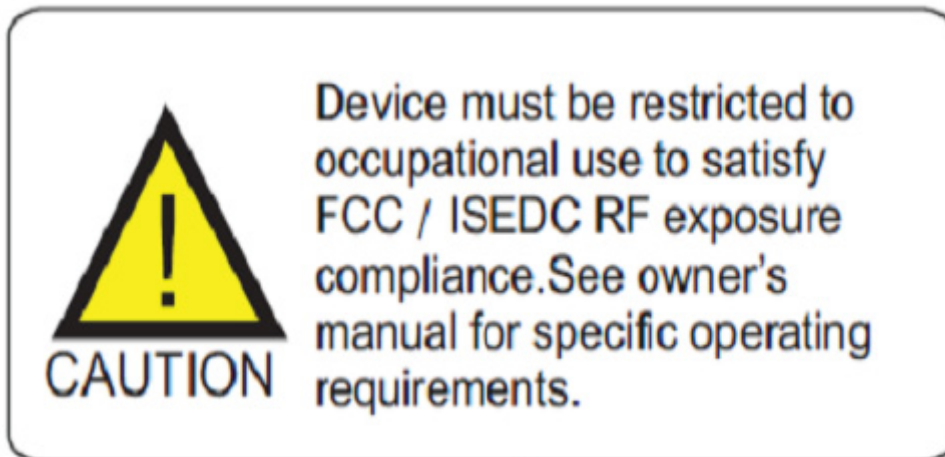 Device must be restricted to
occupational use to satisfy
FCC / ISEDC RF exposure
compliance.See owner’s
manual for specific operating
requirements.
!
CAUTION